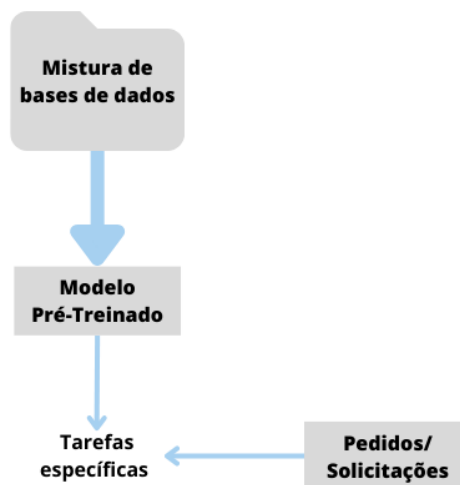 Mistura de
bases de dados
Modelo
Pré-Treinado
Tarefas
específicas
Pedidos/
Solicitações